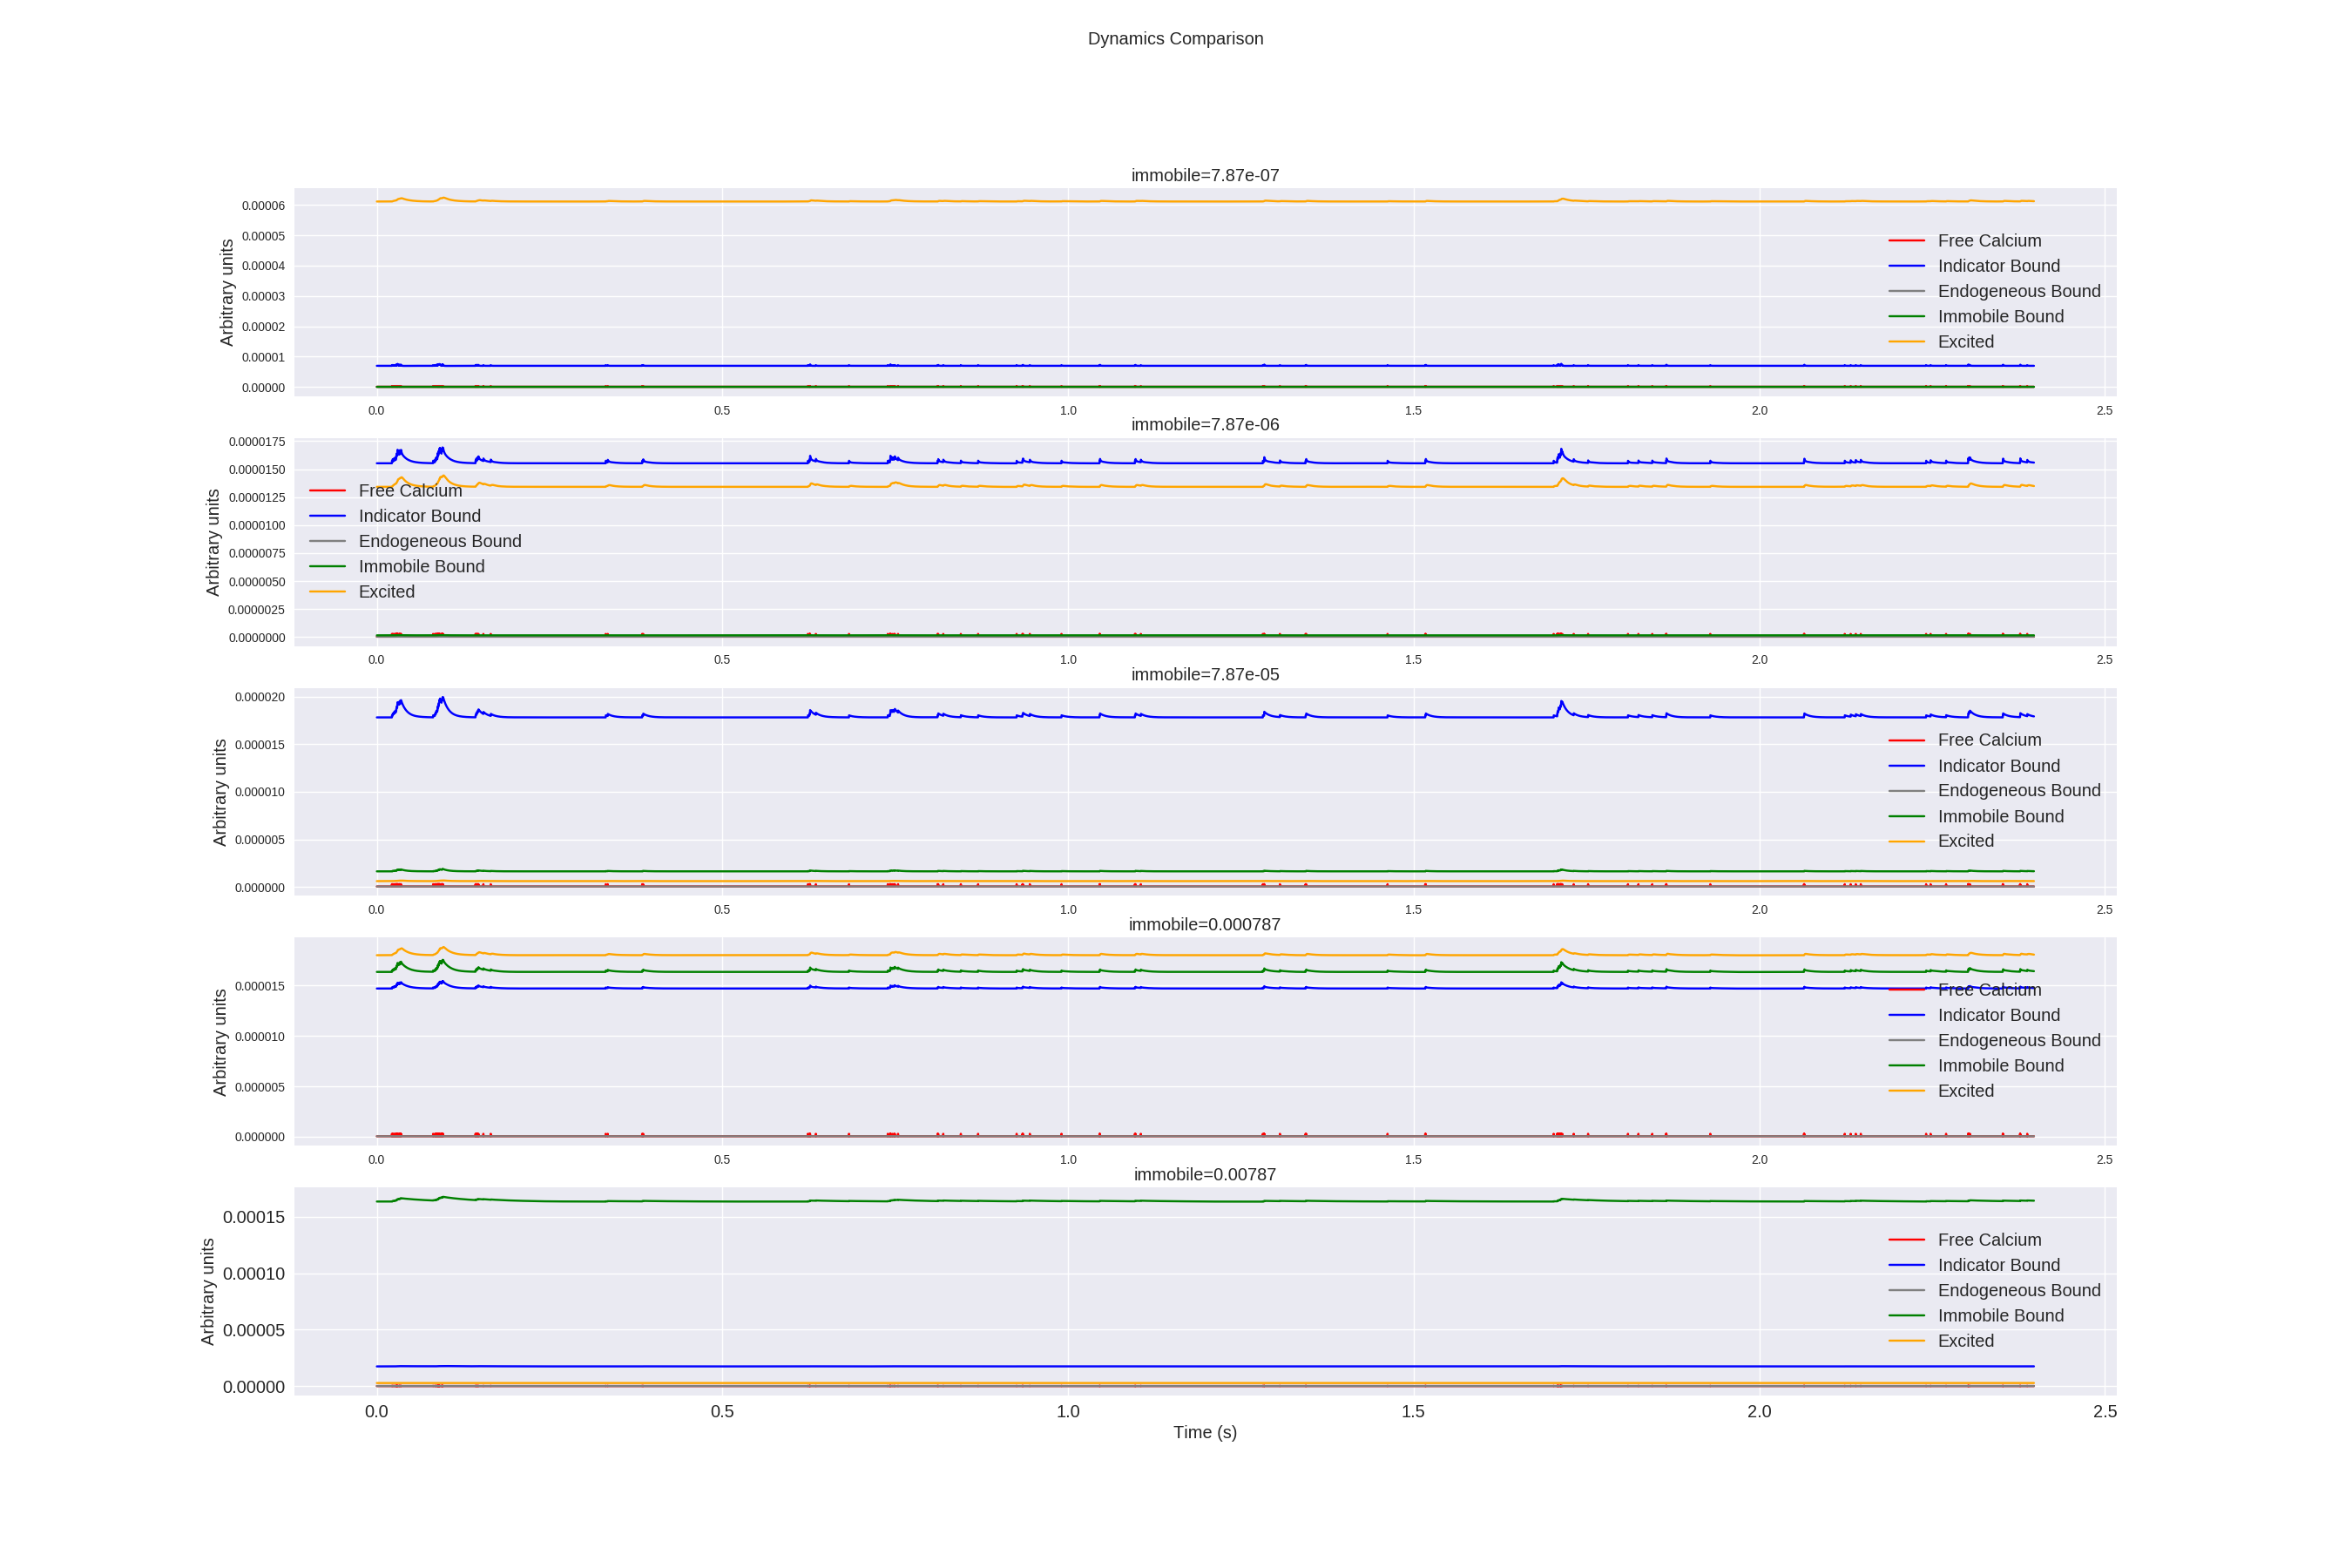 Dynamics Comparison
immobile=7.87e-07
Arbitrary units
0.00006
0.00005
0.00004
0.00003
0.00002
0.00001
0.00000
Free Calcium
Indicator Bound
Endogeneous Bound
Immobile Bound
Excited
0.0 0.5 1.0 1.5 2.0 2.5
immobile=7.87e-06
Arbitrary units
0.0000175
0.0000150
0.0000125
0.0000100
0.0000075
0.0000050
0.0000025
0.0000000
Free Calcium
Indicator Bound
Endogeneous Bound
Immobile Bound
Excited
0.0 0.5 1.0 1.5 2.0 2.5
immobile=7.87e-05
Arbitrary units
0.000020
0.000015
0.000010
0.000005
0.000000
Free Calcium
Indicator Bound
Endogeneous Bound
Immobile Bound
Excited
0.0 0.5 1.0 1.5 2.0 2.5
immobile=0.000787
Arbitrary units
0.000015
0.000010
0.000005
0.000000
Free Calcium
Indicator Bound
Endogeneous Bound
Immobile Bound
Excited
0.0 0.5 1.0 1.5 2.0 2.5
immobile=0.00787
Arbitrary units
0.00015
0.00010
0.00005
0.00000
Free Calcium
Indicator Bound
Endogeneous Bound
Immobile Bound
Excited
0.0 0.5 1.0 1.5 2.0 2.5
Time (s)